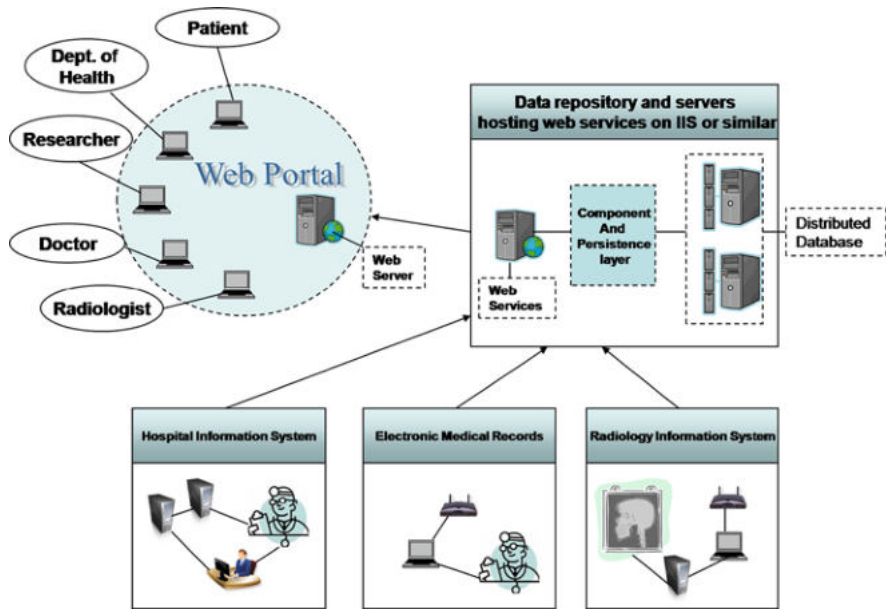 Patient
Dept. of
Health
Researcher
Doctor
Radiologist
Web Portal
Web
Server
Data repository and servers
hosting web services on IIS or similar
Web
Services
Component
And
Persistence
layer
Distributed
Database
Hospital Information System
Electronic Medical Records
Radiology Information System